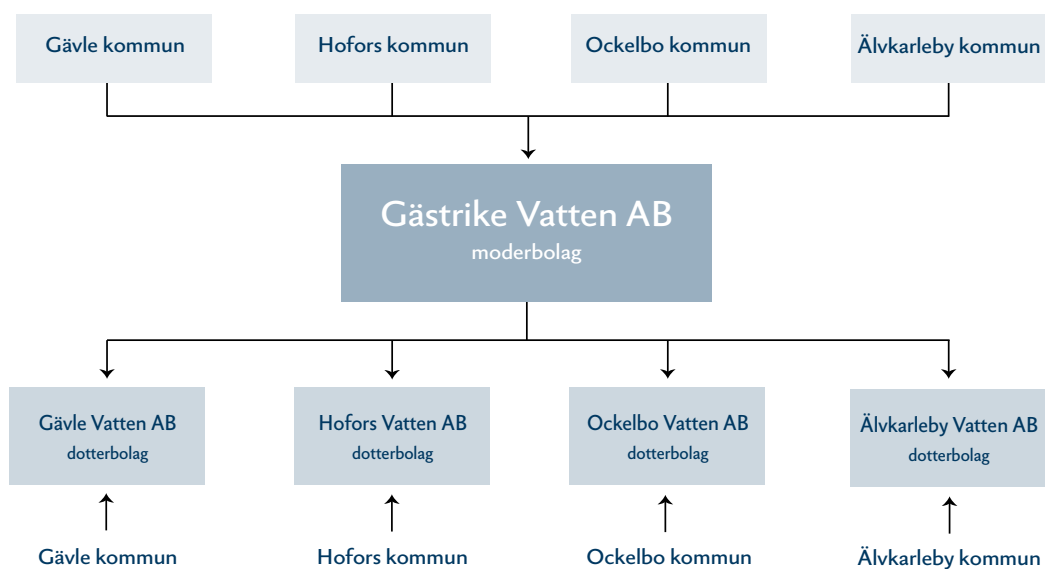 Gävle kommun
Hofors kommun
Ockelbo kommun
Älvkarleby kommun
Gästrike Vatten AB
moderbolag
Gävle Vatten AB
dotterbolag
Hofors Vatten AB
dotterbolag
Ockelbo Vatten AB
dotterbolag
Älvkarleby Vatten AB
dotterbolag
Gävle kommun
Hofors kommun
Ockelbo kommun
Älvkarleby kommun